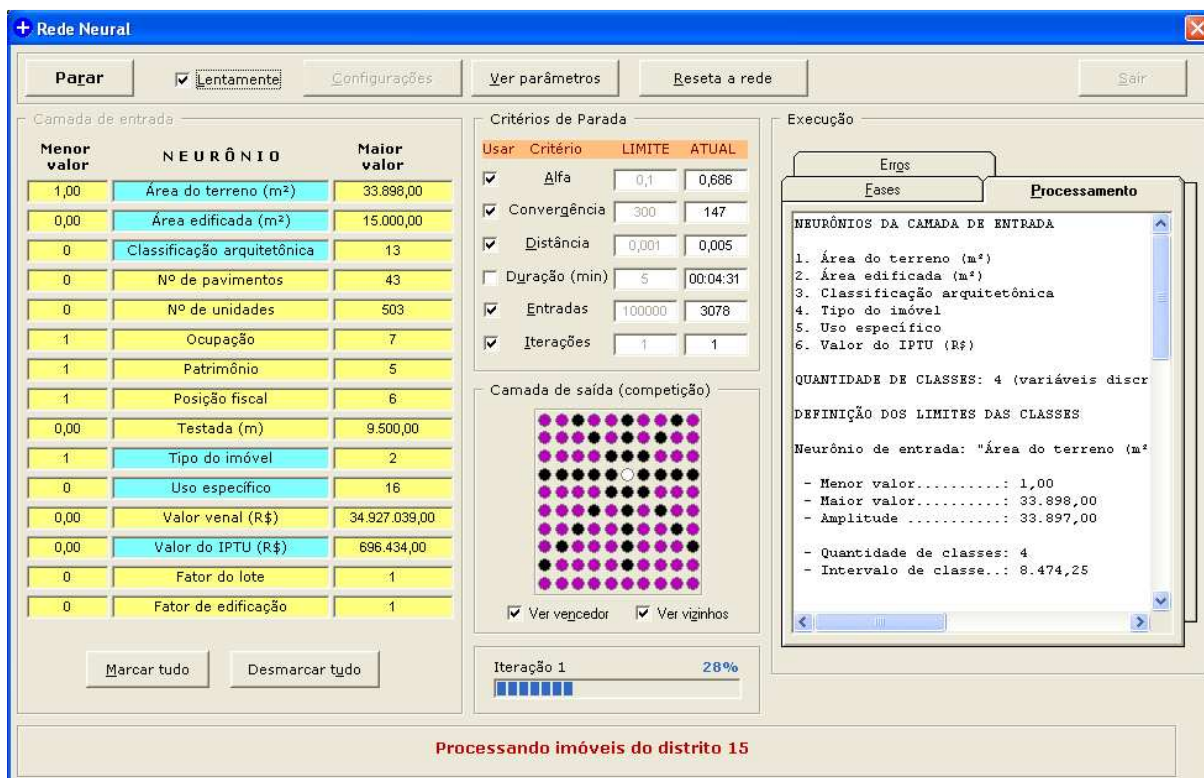 Rede Neural
Parar
Lentamente
Configurações
Ver parâmetros
Reseta a rede
Sair
Camada de entrada
Menor valor NEURÔNIO Maior valor
1,00 Área do terreno (m²) 33.898,00
0,00 Área edificada (m²) 15.000,00
0 Classificação arquitetônica 13
0 Nº de pavimentos 43
0 Nº de unidades 503
1 Ocupação 7
1 Patrimônio 5
1 Posição fiscal 6
0,00 Testada (m) 9.500,00
1 Tipo do imóvel 2
0 Uso específico 16
0,00 Valor venal (R$) 34.927.039,00
0,00 Valor do IPTU (R$) 696.434,00
0 Fator do lote 1
0 Fator de edificação 1
Marcar tudo
Desmarcar tudo
Critérios de Parada
Usar Critério LIMITE ATUAL
Alfa 0,1 0,686
Convergência 300 147
Distância 0,001 0,005
Duração (min) 5 00:04:31
Entradas 100000 3078
Iterações 1 1
Camada de saída (competição)
Ver vencedor
Ver vizinhos
Iteração 1 28%
Execução
Erros
Fases
Processamento
NEURÔNIOS DA CAMADA DE ENTRADA
1. Área do terreno (m²)
2. Área edificada (m²)
3. Classificação arquitetônica
4. Tipo do imóvel
5. Uso específico
6. Valor do IPTU (R$)
QUANTIDADE DE CLASSES: 4 (variáveis discr
DEFINIÇÃO DOS LIMITES DAS CLASSES
Neurônio de entrada: "Área do terreno (m²
- Menor valor..........: 1,00
- Maior valor..........: 33.898,00
- Amplitude ...........: 33.897,00
- Quantidade de classes: 4
- Intervalo de classe..: 8.474,25
Processando imóveis do distrito 15